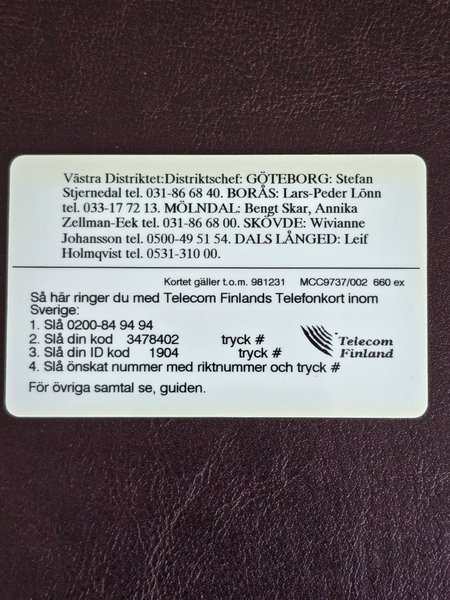 Västra Distriktet:Distriktschef: GÖTEBORG: Stefan
Stjernedal tel. 031-86 68 40. BORÅS: Lars-Peder Lönn
tel. 033-17 72 13. MÖLNDAL: Bengt Skar, Annika
Zellman-Eek tel. 031-86 68 00. SKÖVDE: Wivianne
Johansson tel. 0500-49 51 54. DALS LÅNGED: Leif
Holmqvist tel. 0531-310 00.
Kortet gäller t.o.m. 981231 MCC9737/002 660 ex
Så här ringer du med Telecom Finlands Telefonkort inom
Sverige:
1. Slå 0200-84 94 94
2. Slå din kod 3478402 tryck #
3. Slå din ID kod 1904 tryck #
4. Slå önskat nummer med riktnummer och tryck #
Telecom
Finland
För övriga samtal se, guiden.